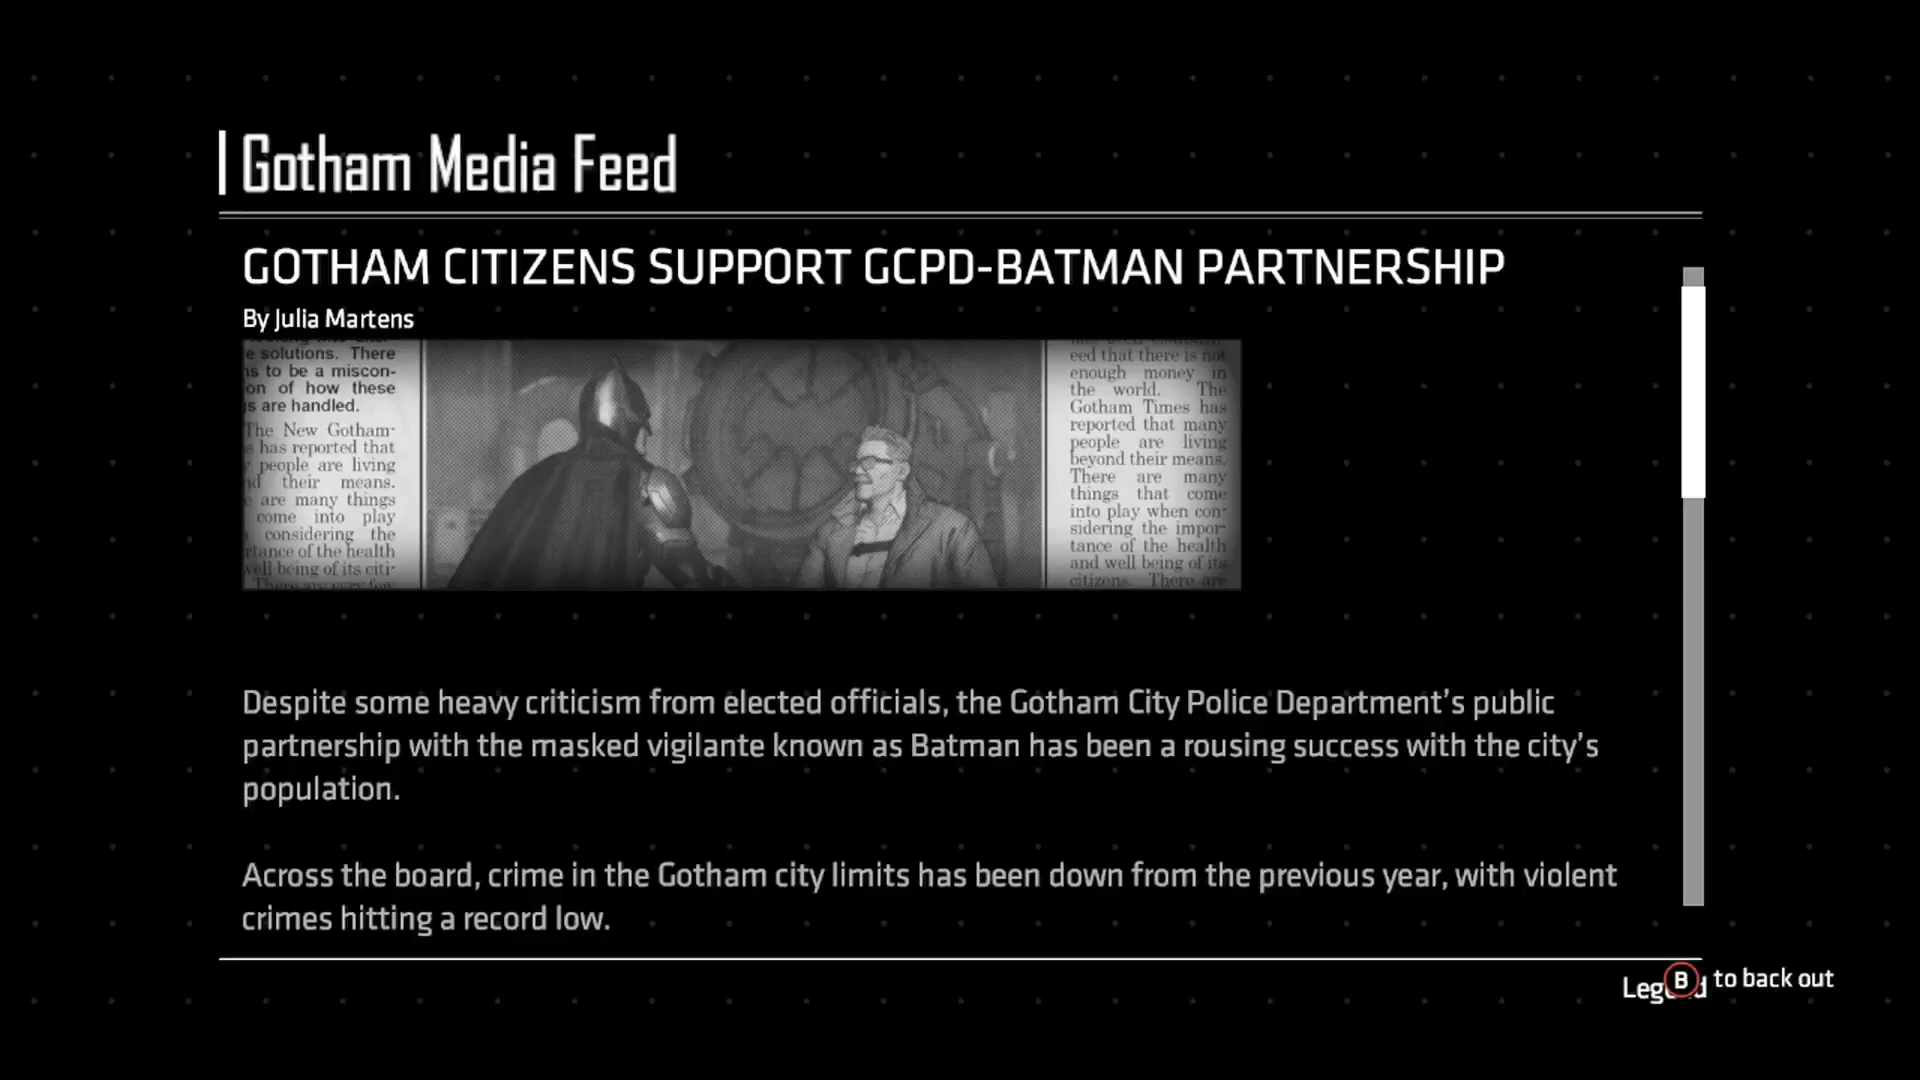 Gotham Media Feed
GOTHAM CITIZENS SUPPORT GCPD-BATMAN PARTNERSHIP
By Julia Martens
e solutions. There
to be a miscon-
on of how these
are handled.
The New Gotham-
has reported that
people are living
their means.
are many things
come into play
considering the
of the health
well being of its citi-
eed that there is not
enough money in
the world. The
Gotham Times has
reported that many
people are living
beyond their means.
There are many
things that come
into play when con-
sidering the impor-
tance of the health
and well being of its
citizens. There are
Despite some heavy criticism from elected officials, the Gotham City Police Department's public
partnership with the masked vigilante known as Batman has been a rousing success with the city's
population.
Across the board, crime in the Gotham city limits has been down from the previous year, with violent
crimes hitting a record low.
B to back out